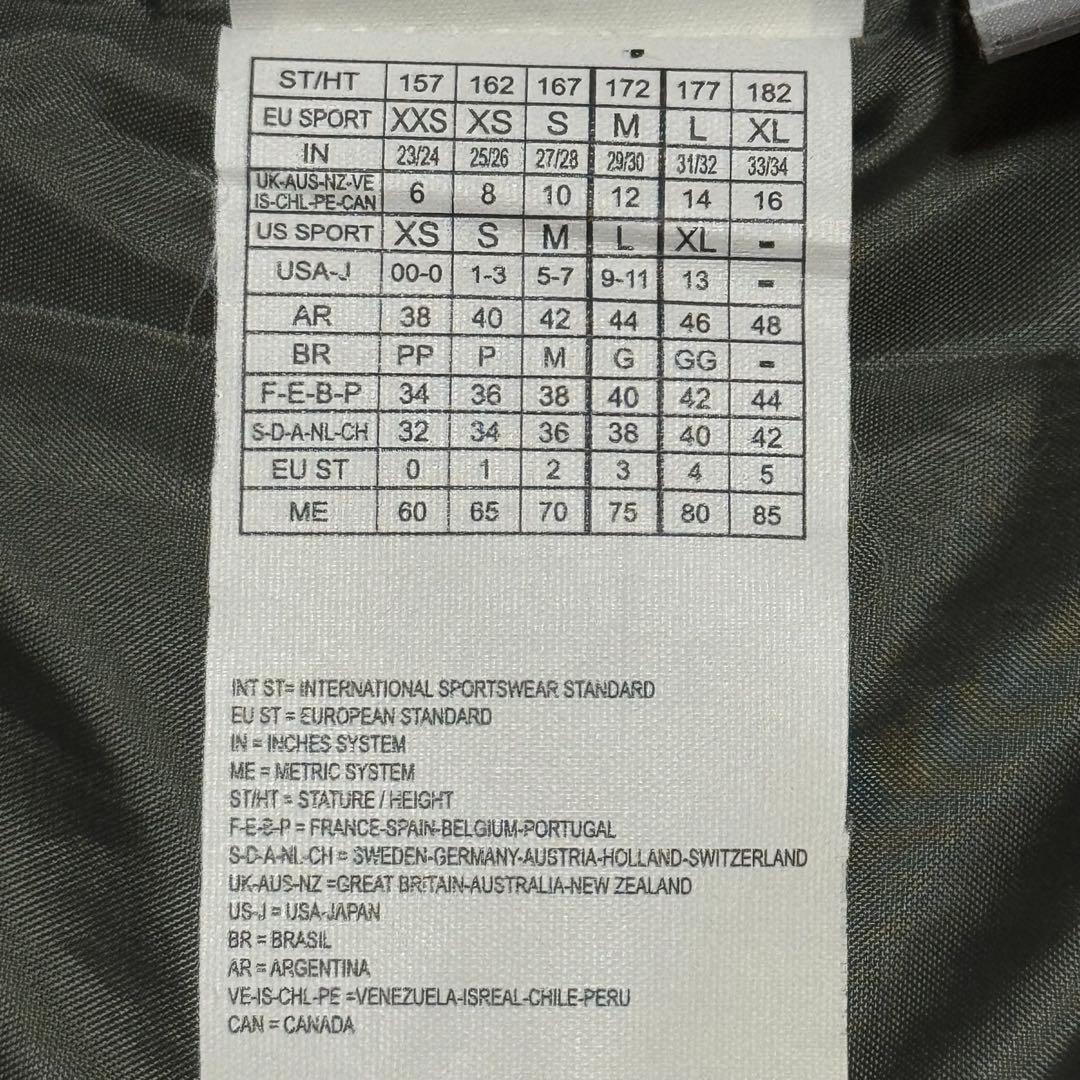 ST/HT 157 162 167 172 177 182
EU SPORT XXS XS S M L XL
IN 23/24 25/26 27/28 29/30 31/32 33/34
UK-AUS-NZ-VE
IS-CHL-PE-CAN 6 8 10 12 14 16
US SPORT XS S M L XL -
USA-J 00-0 1-3 5-7 9-11 13 -
AR 38 40 42 44 46 48
BR PP P M G GG -
F-E-B-P 34 36 38 40 42 44
S-D-A-NL-CH 32 34 36 38 40 42
EU ST 0 1 2 3 4 5
ME 60 65 70 75 80 85
INT ST= INTERNATIONAL SPORTSWEAR STANDARD
EU ST = EUROPEAN STANDARD
IN = INCHES SYSTEM
ME = METRIC SYSTEM
ST/HT = STATURE / HEIGHT
F-E-B-P = FRANCE-SPAIN-BELGIUM-PORTUGAL
S-D-A-NL-CH = SWEDEN-GERMANY-AUSTRIA-HOLLAND-SWITZERLAND
UK-AUS-NZ =GREAT BRITAIN-AUSTRALIA-NEW ZEALAND
US-J = USA-JAPAN
BR = BRASIL
AR = ARGENTINA
VE-IS-CHL-PE =VENEZUELA-ISREAL-CHILE-PERU
CAN = CANADA